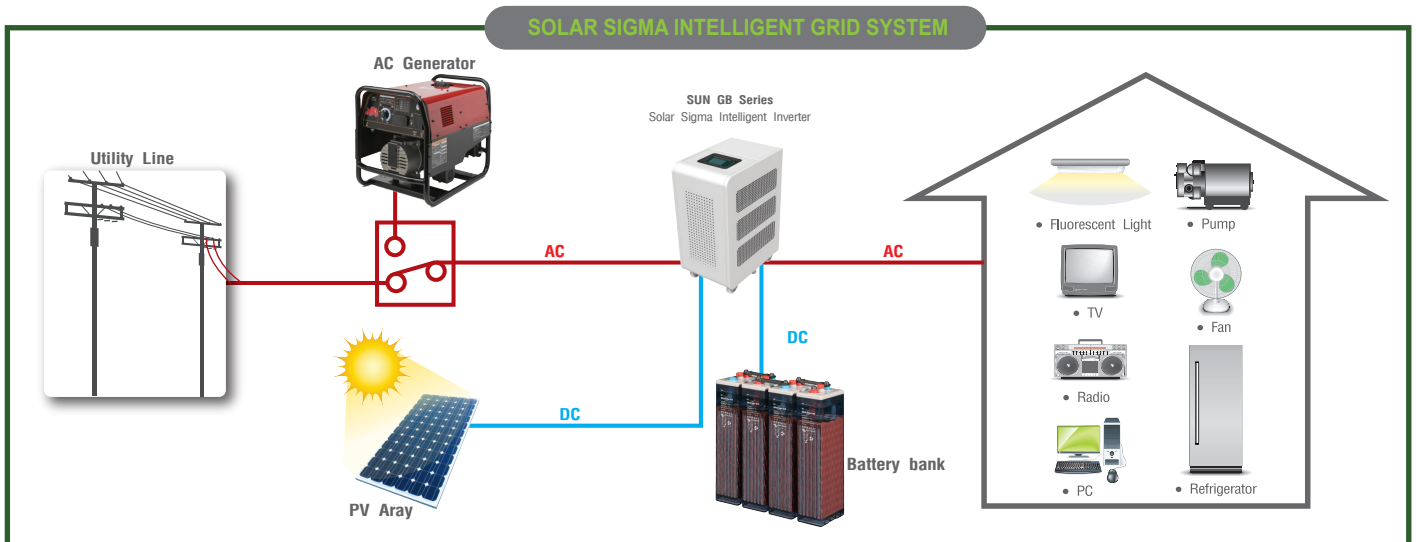 SOLAR SIGMA INTELLIGENT GRID SYSTEM
AC Generator
SUN GB Series
Solar Sigma Intelligent Inverter
Utility Line
AC
AC
DC
DC
PV Aray
Battery bank
• Fluorescent Light
• Pump
• TV
• Fan
• Radio
• PC
• Refrigerator